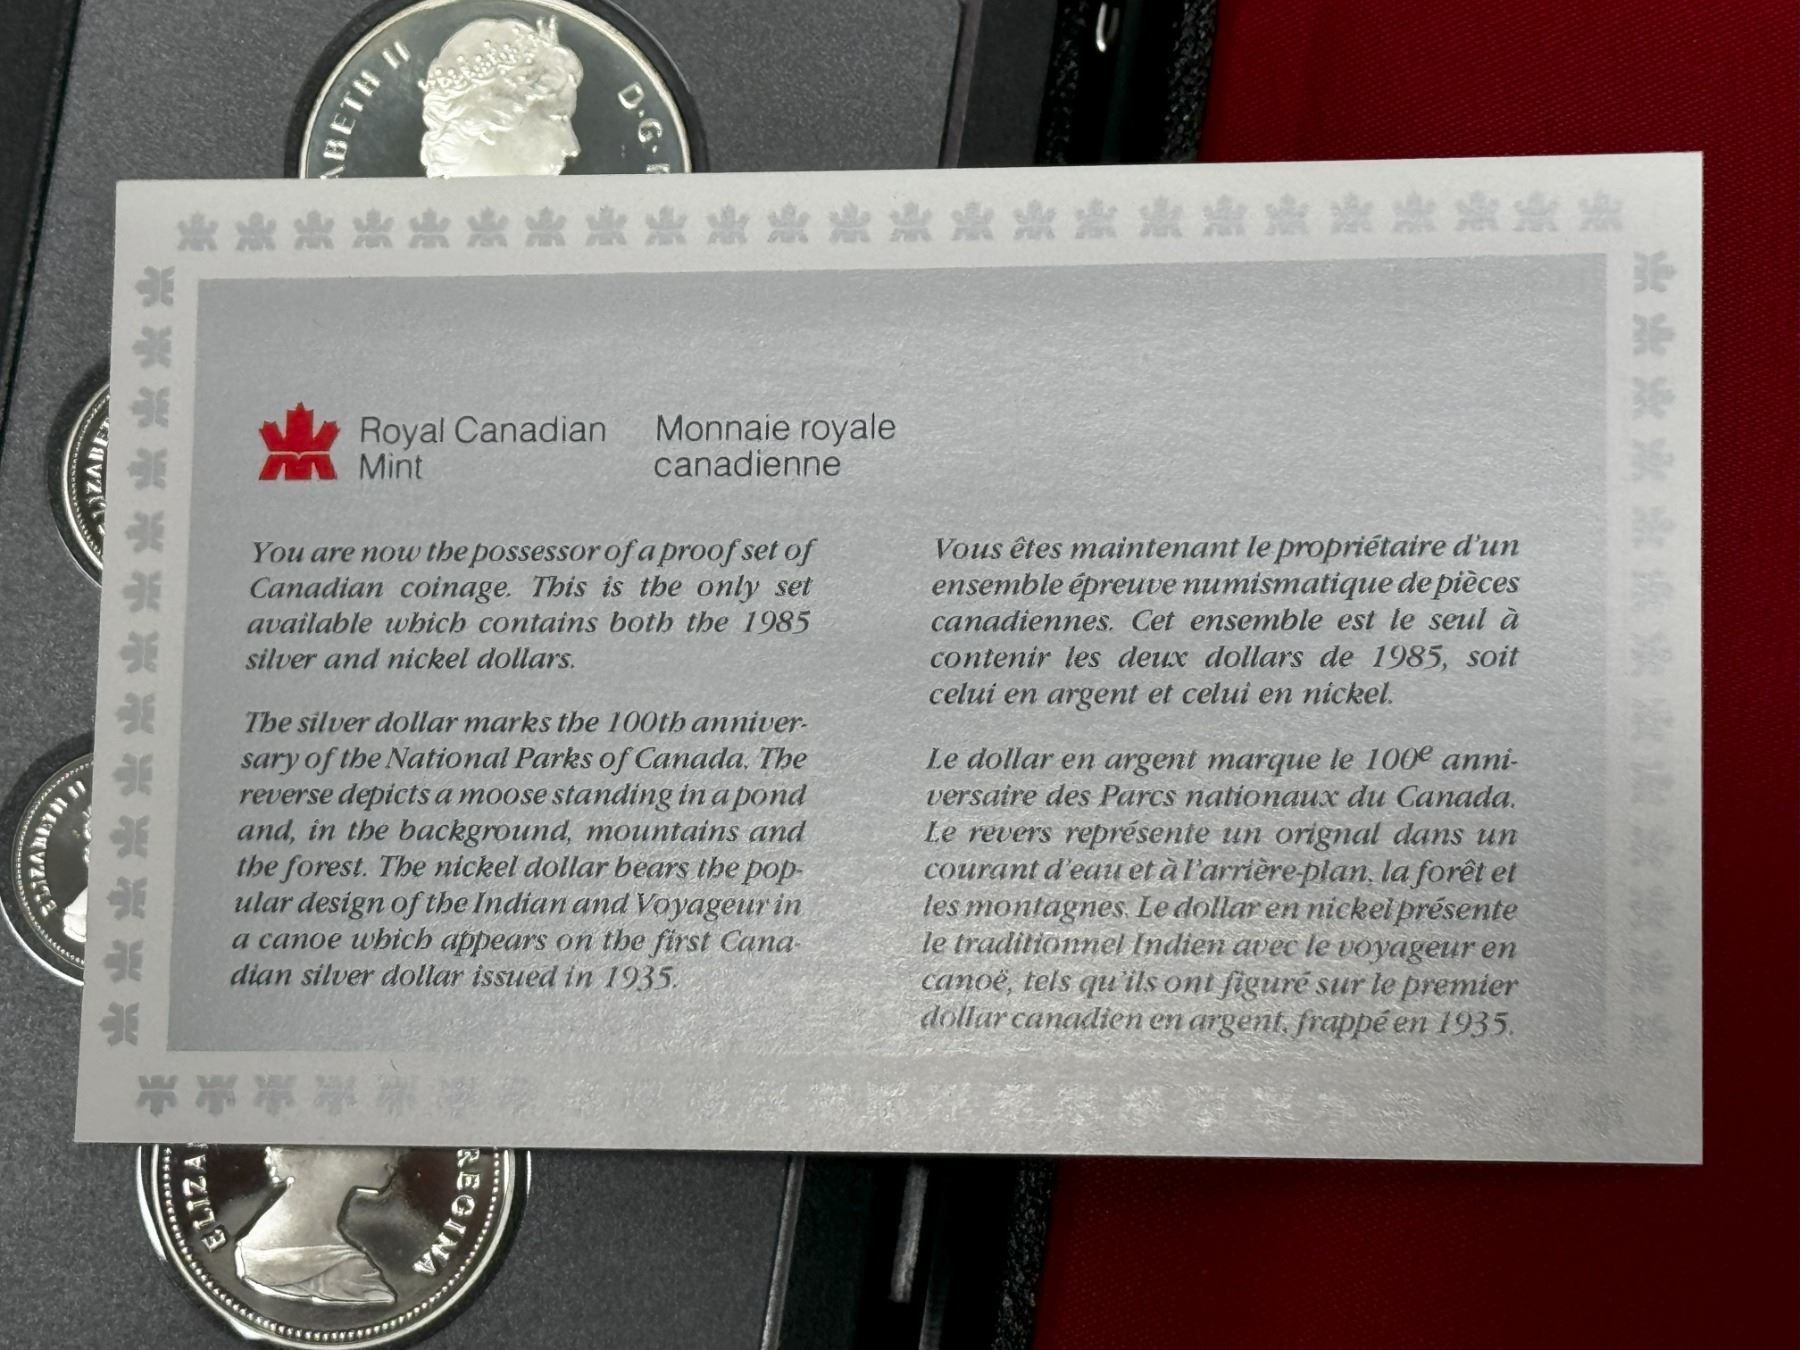 ABETH II D·G·
Royal Canadian
Mint
Monnaie royale
canadienne
You are now the possessor of a proof set of
Canadian coinage. This is the only set
available which contains both the 1985
silver and nickel dollars.
The silver dollar marks the 100th anniver-
sary of the National Parks of Canada. The
reverse depicts a moose standing in a pond
and, in the background, mountains and
the forest. The nickel dollar bears the pop-
ular design of the Indian and Voyageur in
a canoe which appears on the first Cana-
dian silver dollar issued in 1935.
Vous êtes maintenant le propriétaire d'un
ensemble épreuve numismatique de pièces
canadiennes. Cet ensemble est le seul à
contenir les deux dollars de 1985, soit
celui en argent et celui en nickel.
Le dollar en argent marque le 100e anni-
versaire des Parcs nationaux du Canada.
Le revers représente un orignal dans un
courant d'eau et à l'arrière-plan, la forêt et
les montagnes. Le dollar en nickel présente
le traditionnel Indien avec le voyageur en
canoë, tels qu'ils ont figuré sur le premier
dollar canadien en argent, frappé en 1935.
ELIZABET
ELIZABETH II
ELIZA REGINA